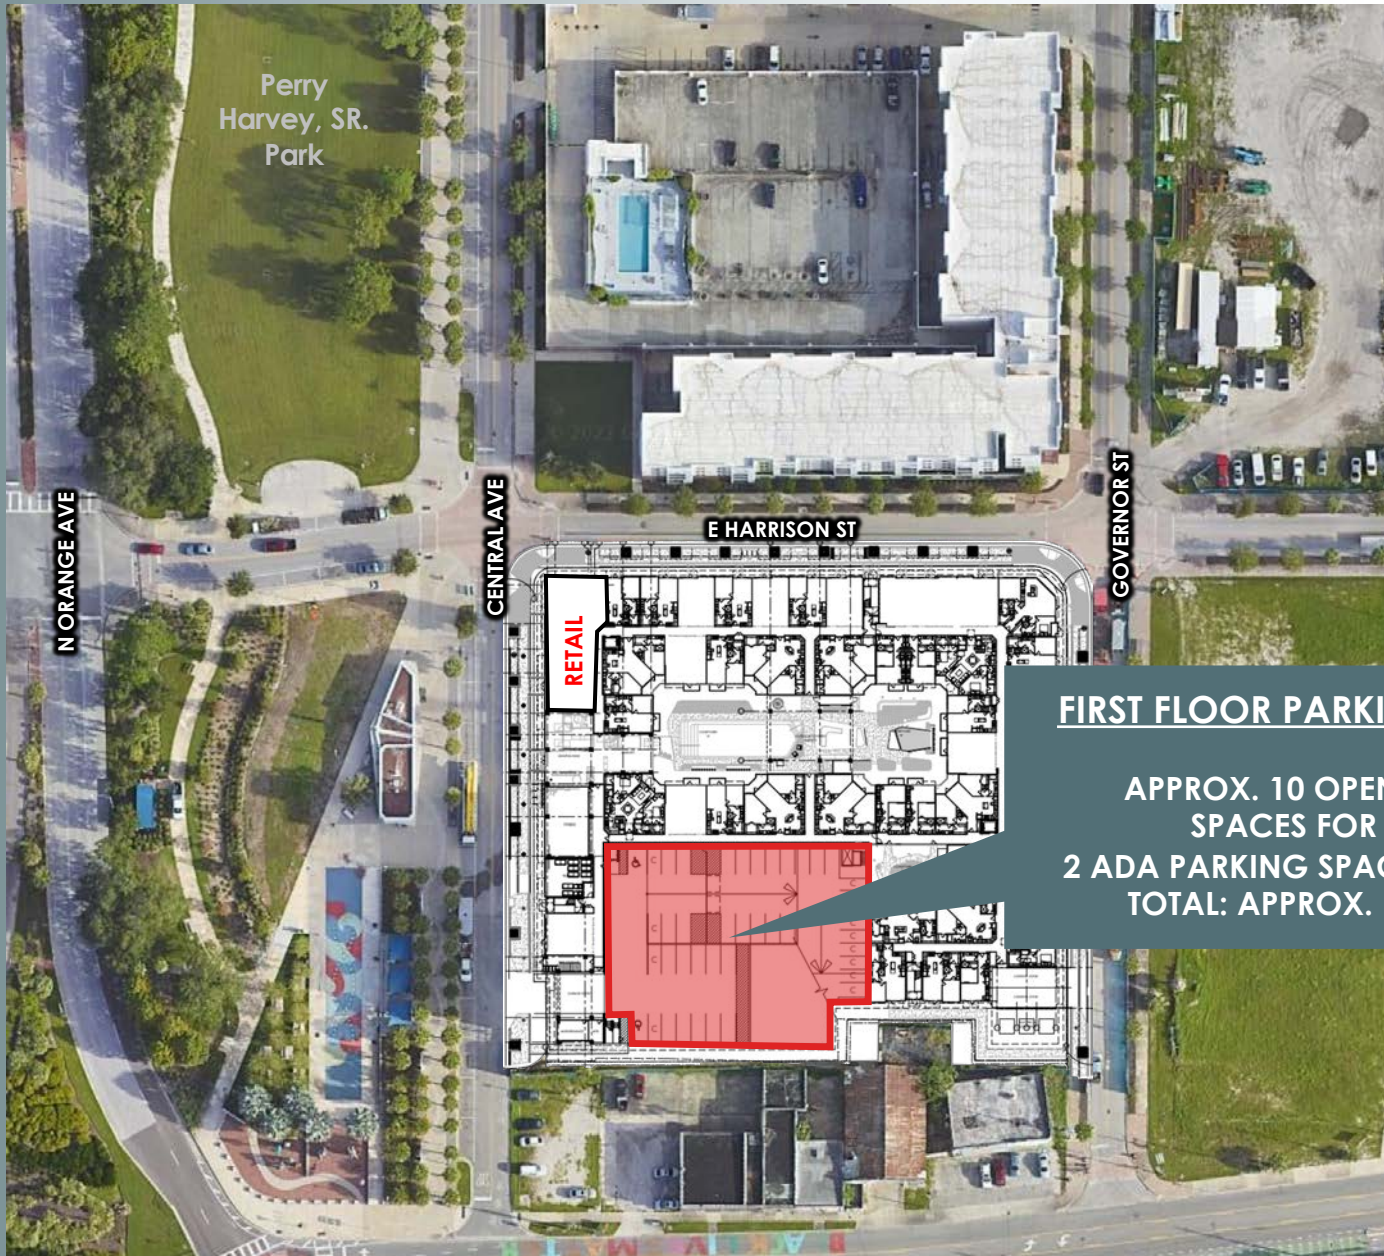 Perry
Harvey, SR.
Park
N ORANGE AVE
CENTRAL AVE
E HARRISON ST
GOVERNOR ST
RETAIL
FIRST FLOOR PARKI
APPROX. 10 OPEN
SPACES FOR
2 ADA PARKING SPAC
TOTAL: APPROX.